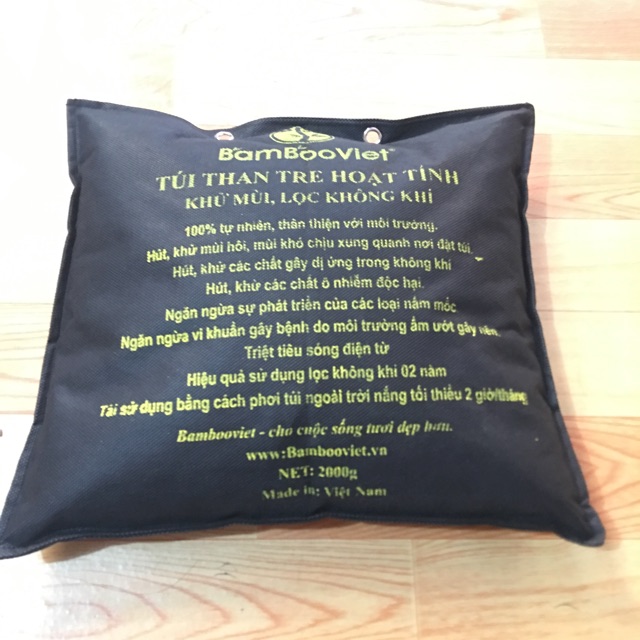 BamBooViet
TÚI THAN TRE HOẠT TÍNH
KHỬ MÙI, LỌC KHÔNG KHÍ
100% tự nhiên, thân thiện với môi trường.
Hút, khử mùi hôi, mùi khó chịu xung quanh nơi đặt túi.
Hút, khử các chất gây dị ứng trong không khí
Hút, khử các chất ô nhiễm độc hại.
Ngăn ngừa sự phát triển của các loại nấm mốc
Ngăn ngừa vi khuẩn gây bệnh do môi trường ẩm ướt gây nên.
Triệt tiêu sóng điện từ
Hiệu quả sử dụng lọc không khí 02 năm
Tái sử dụng bằng cách phơi túi ngoài trời nắng tối thiểu 2 giờ/tháng
Bambooviet - cho cuộc sống tươi đẹp hơn.
www:Bambooviet.vn
NET: 2000g
Made in: Việt Nam